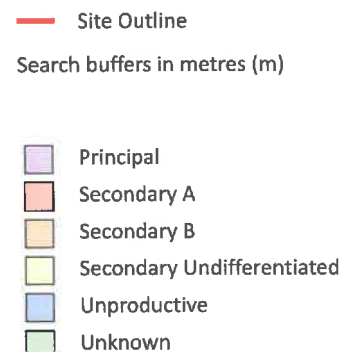 Site Outline
Search buffers in metres (m)
Principal
Secondary A
Secondary B
Secondary Undifferentiated
Unproductive
Unknown